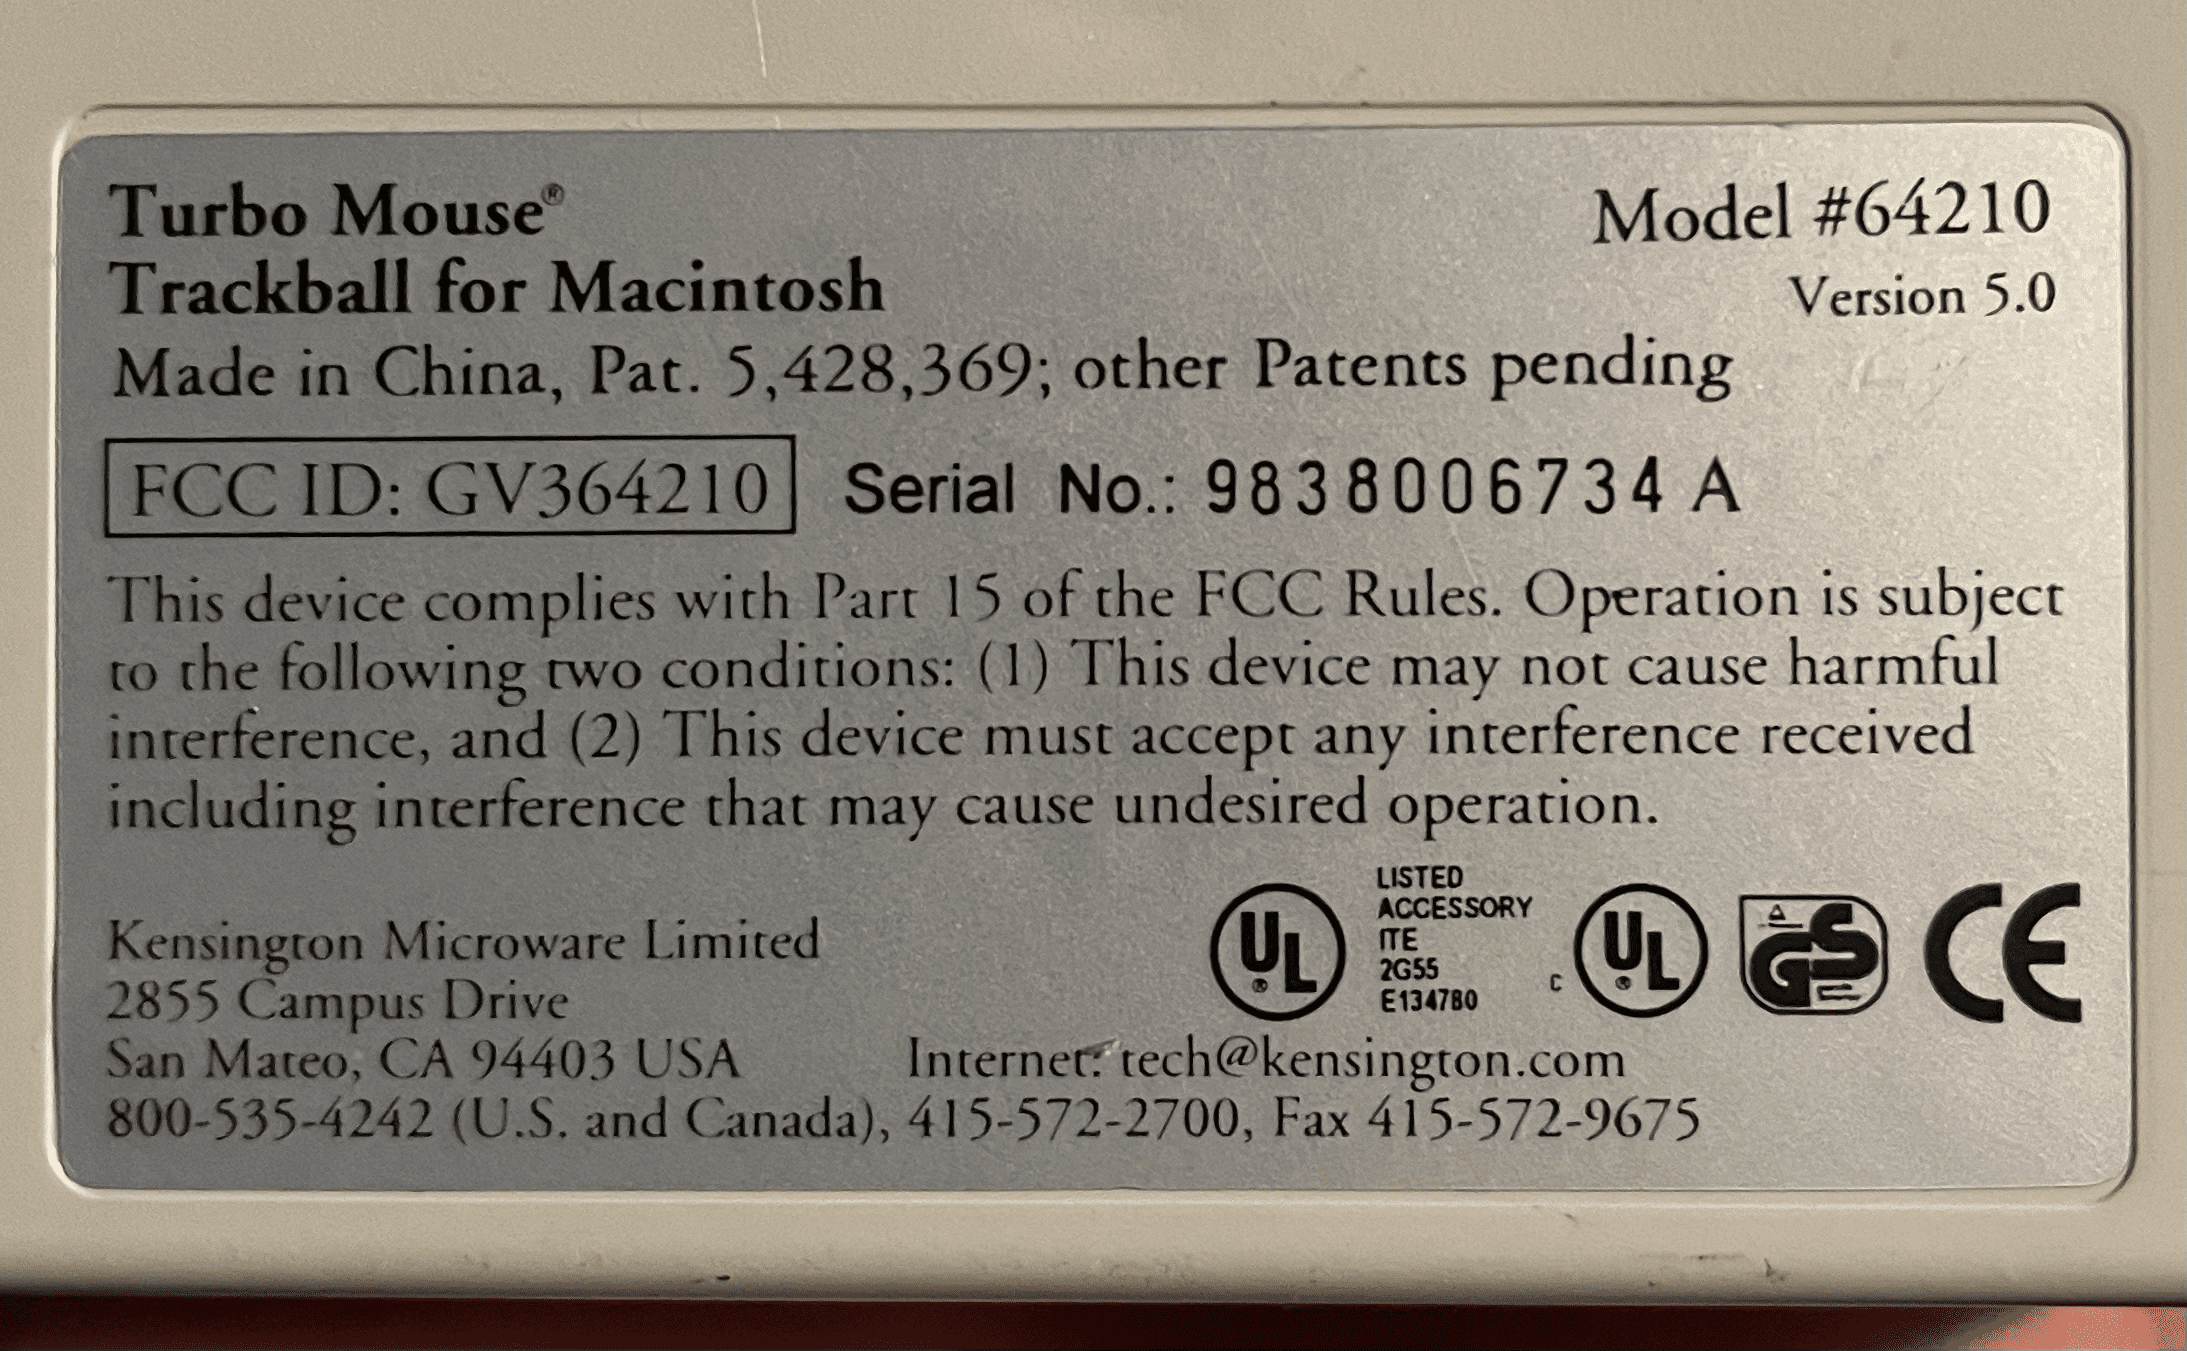 Turbo Mouse®
Trackball for Macintosh
Model #64210
Version 5.0
Made in China, Pat. 5,428,369; other Patents pending
FCC ID: GV364210
Serial No.: 9838006734 A
This device complies with Part 15 of the FCC Rules. Operation is subject
to the following two conditions: (1) This device may not cause harmful
interference, and (2) This device must accept any interference received
including interference that may cause undesired operation.
UL®
LISTED
ACCESSORY
ITE
2G55
E134780
C UL®
GS
CE
Kensington Microware Limited
2855 Campus Drive
San Mateo, CA 94403 USA
Internet: tech@kensington.com
800-535-4242 (U.S. and Canada), 415-572-2700, Fax 415-572-9675